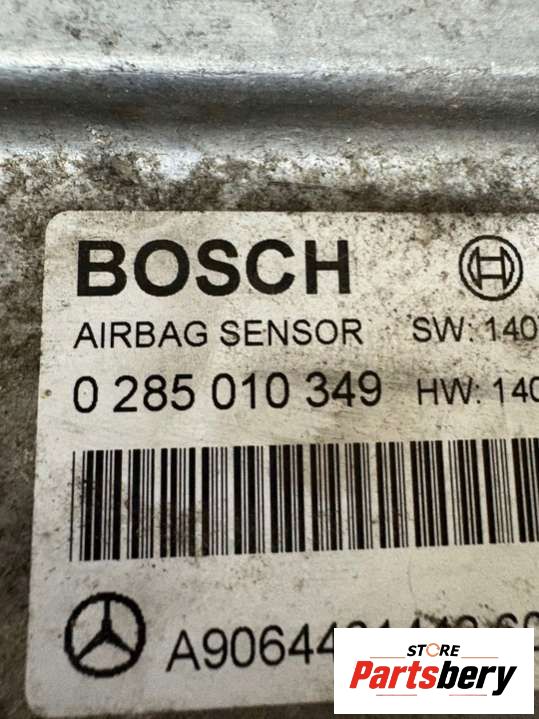 BOSCH
AIRBAG SENSOR SW: 140
0 285 010 349 HW: 140
STORE
Partsbery